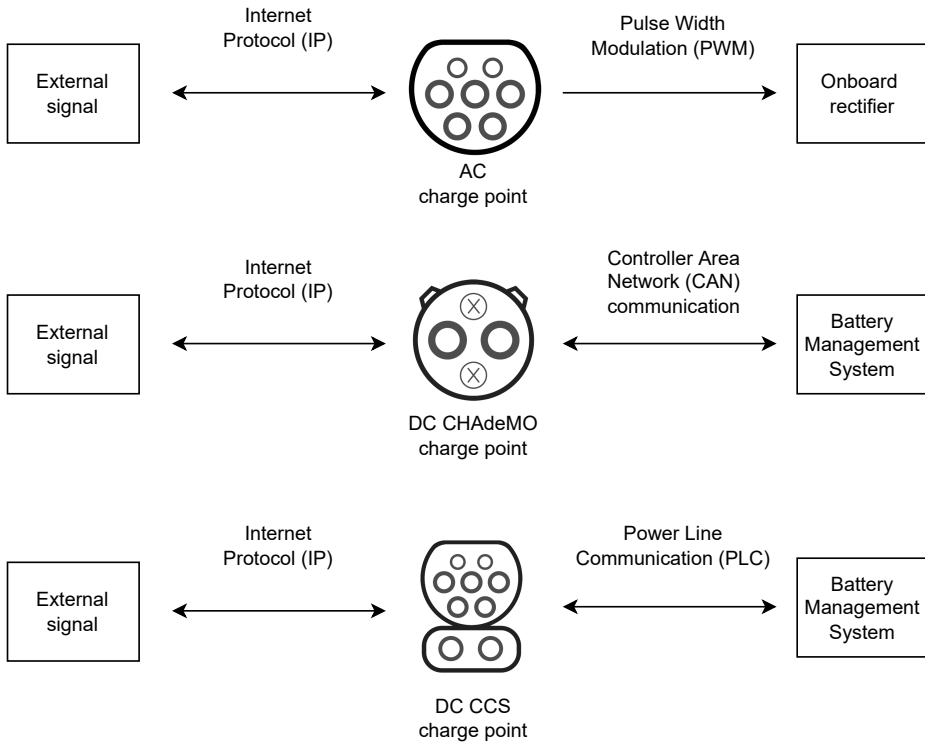 Internet
Protocol (IP)
Pulse Width
Modulation (PWM)
External
signal
Onboard
rectifier
AC
charge point
Internet
Protocol (IP)
Controller Area
Network (CAN)
communication
External
signal
Battery
Management
System
DC CHAdeMO
charge point
Internet
Protocol (IP)
Power Line
Communication (PLC)
External
signal
Battery
Management
System
DC CCS
charge point